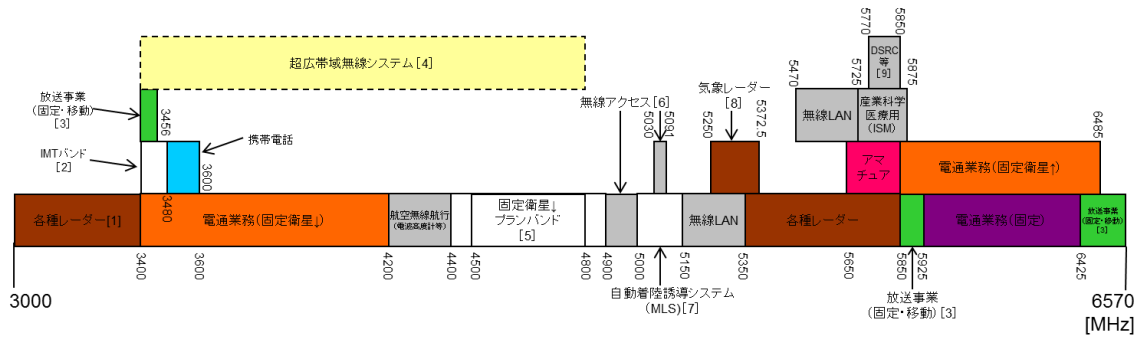 超広帯域無線システム[4]
放送事業
(固定・移動)
[3]
3456
IMTバンド
[2]
携帯電話
3480
3600
無線アクセス[6]
5030
5091
気象レーダー
[8]
5250
5372.5
5470
5725
5770
5850
5875
DSRC
等
[9]
無線LAN
産業科学
医療用
(ISM)
アマ
チュア
電通業務(固定衛星↑)
6485
各種レーダー[1]
電通業務(固定衛星↓)
航空無線航行
(電波高度計等)
固定衛星↓
プランバンド
[5]
無線LAN
各種レーダー
電通業務(固定)
放送事業
(固定・移動)
[3]
3000
3400
3600
4200
4400
4500
4800
4900
5000
5150
5350
5650
5850
5925
6425
6570
[MHz]
自動着陸誘導システム
(MLS)[7]
放送事業
(固定・移動) [3]